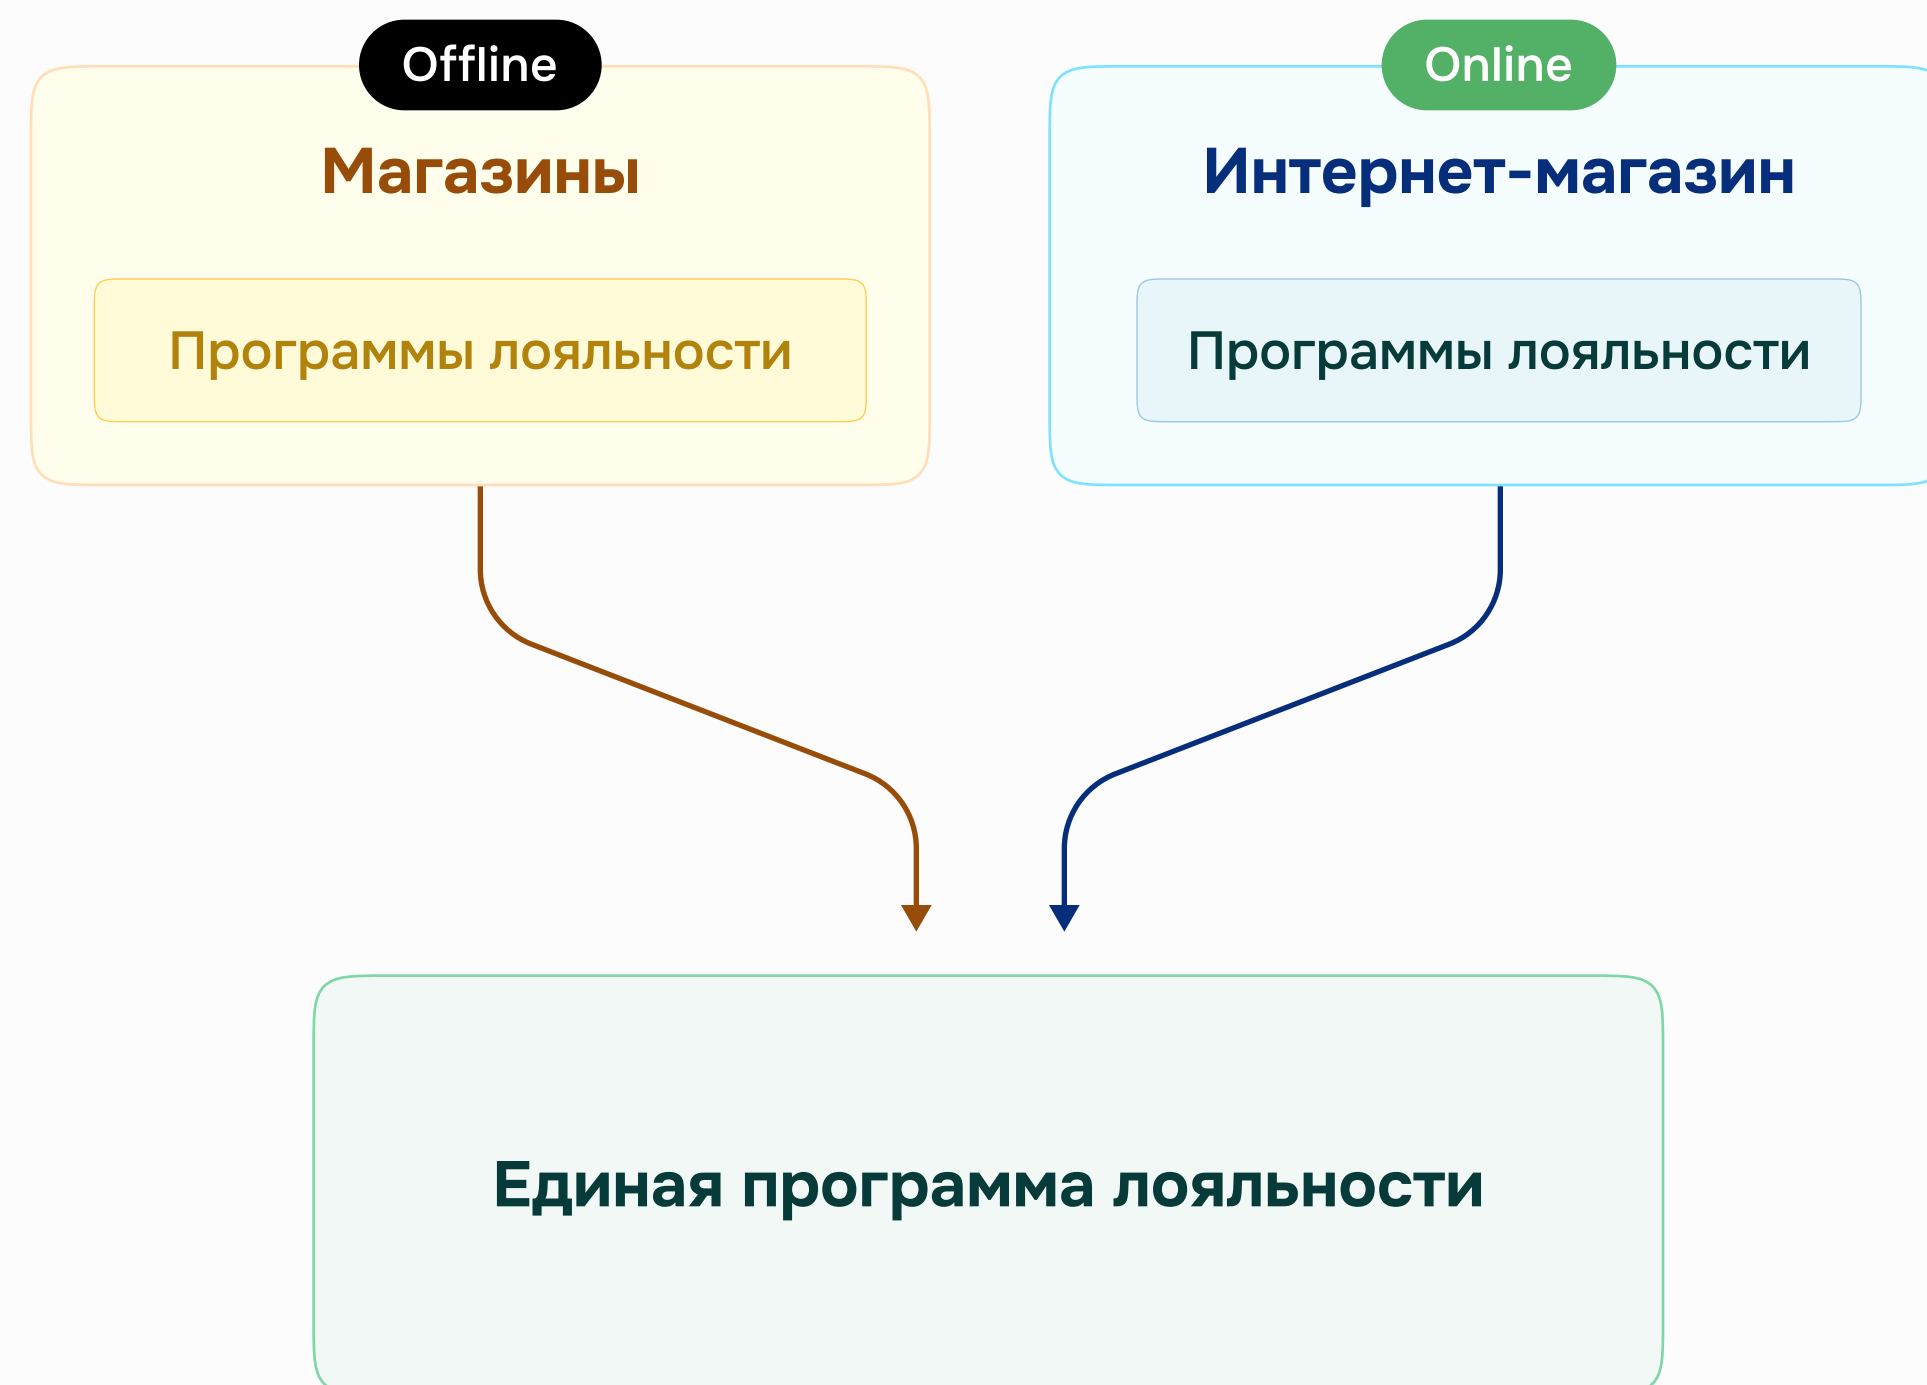 Offline
Магазины
Программы лояльности
Online
Интернет-магазин
Программы лояльности
Единая программа лояльности